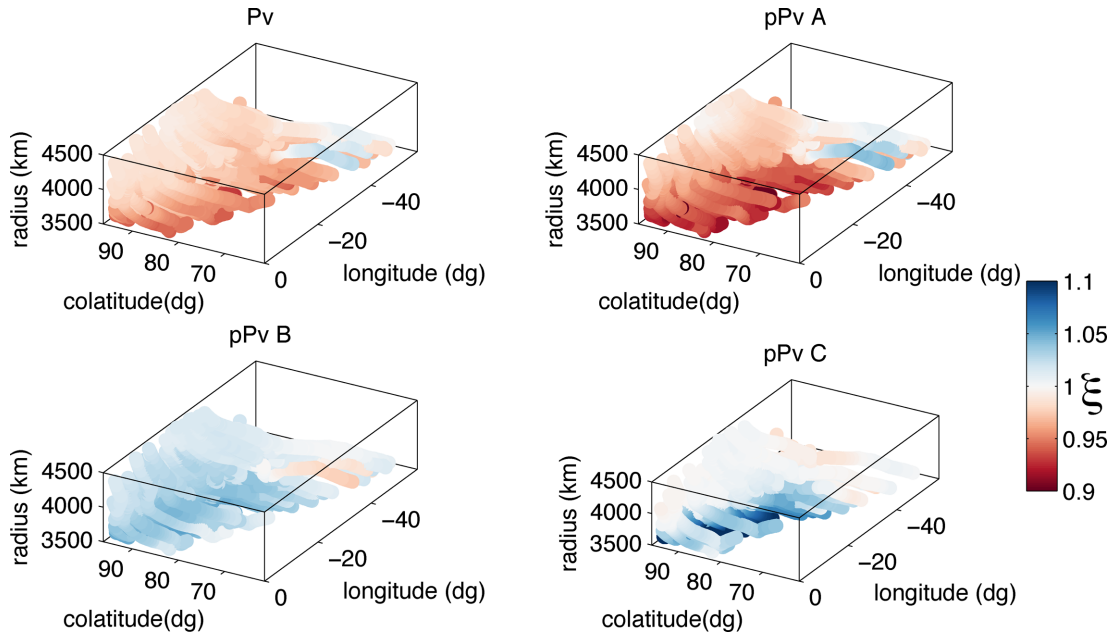 Pv
4500
4000
3500
radius (km)
90
80
70
colatitude(dg)
0
−20
−40
longitude (dg)
pPv A
4500
4000
3500
radius (km)
90
80
70
colatitude(dg)
0
−20
−40
longitude (dg)
1.1
1.05
1
0.95
0.9
ξ
pPv B
4500
4000
3500
radius (km)
90
80
70
colatitude(dg)
0
−20
−40
longitude (dg)
pPv C
4500
4000
3500
radius (km)
90
80
70
colatitude(dg)
0
−20
−40
longitude (dg)